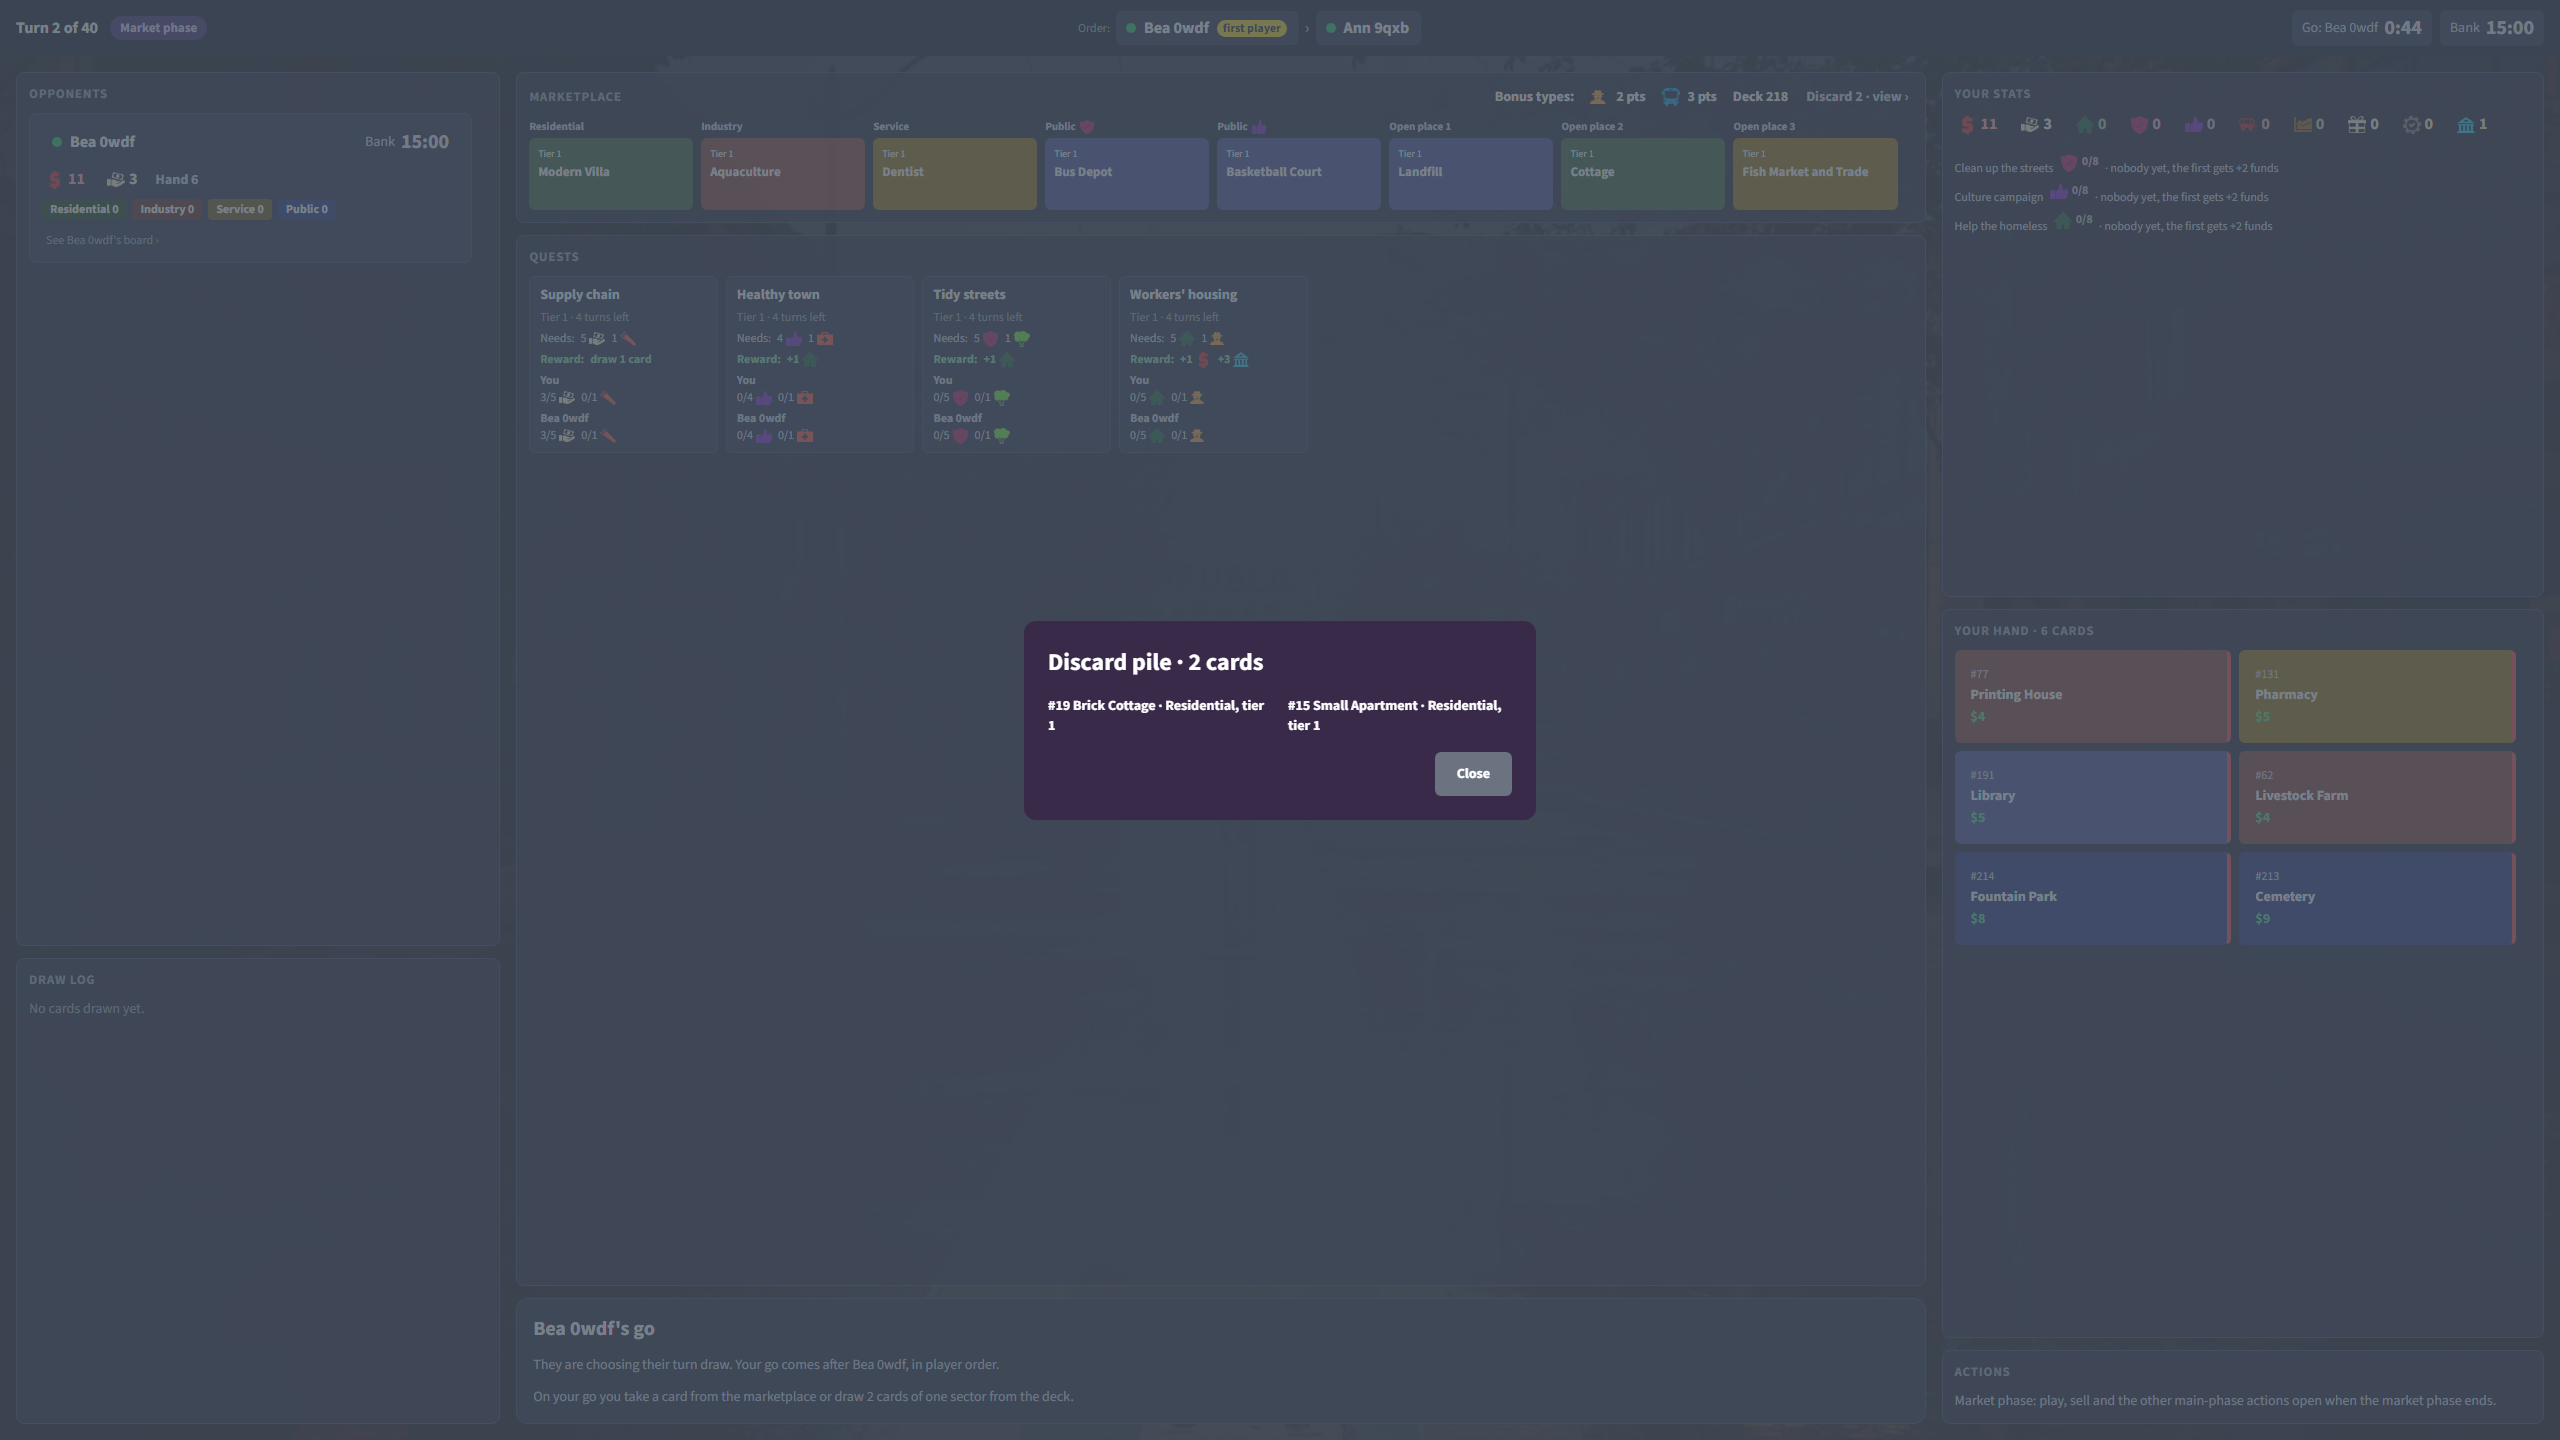 Turn 2 of 40
Market phase
Order:
Bea 0wdf
first player
›
Ann 9qxb
Go: Bea 0wdf 0:44
Bank 15:00
OPPONENTS
Bea 0wdf
Bank 15:00
11
3
Hand 6
Residential 0
Industry 0
Service 0
Public 0
See Bea 0wdf's board ›
DRAW LOG
No cards drawn yet.
MARKETPLACE
Bonus types:
2 pts
3 pts
Deck 218
Discard 2 · view ›
Residential
Tier 1
Modern Villa
Industry
Tier 1
Aquaculture
Service
Tier 1
Dentist
Public
Tier 1
Bus Depot
Public
Tier 1
Basketball Court
Open place 1
Tier 1
Landfill
Open place 2
Tier 1
Cottage
Open place 3
Tier 1
Fish Market and Trade
QUESTS
Supply chain
Tier 1 · 4 turns left
Needs: 5 1
Reward: draw 1 card
You
3/5 0/1
Bea 0wdf
3/5 0/1
Healthy town
Tier 1 · 4 turns left
Needs: 4 1
Reward: +1
You
0/4 0/1
Bea 0wdf
0/4 0/1
Tidy streets
Tier 1 · 4 turns left
Needs: 5 1
Reward: +1
You
0/5 0/1
Bea 0wdf
0/5 0/1
Workers' housing
Tier 1 · 4 turns left
Needs: 5 1
Reward: +1 $ +3
You
0/5 0/1
Bea 0wdf
0/5 0/1
Discard pile · 2 cards
#19 Brick Cottage · Residential, tier
1
#15 Small Apartment · Residential,
tier 1
Close
Bea 0wdf's go
They are choosing their turn draw. Your go comes after Bea 0wdf, in player order.
On your go you take a card from the marketplace or draw 2 cards of one sector from the deck.
YOUR STATS
$ 11 3 0 0 0 0 0 0 0 1
Clean up the streets 0/8 · nobody yet, the first gets +2 funds
Culture campaign 0/8 · nobody yet, the first gets +2 funds
Help the homeless 0/8 · nobody yet, the first gets +2 funds
YOUR HAND · 6 CARDS
#77
Printing House
$4
#131
Pharmacy
$5
#191
Library
$5
#62
Livestock Farm
$4
#214
Fountain Park
$8
#213
Cemetery
$9
ACTIONS
Market phase: play, sell and the other main-phase actions open when the market phase ends.